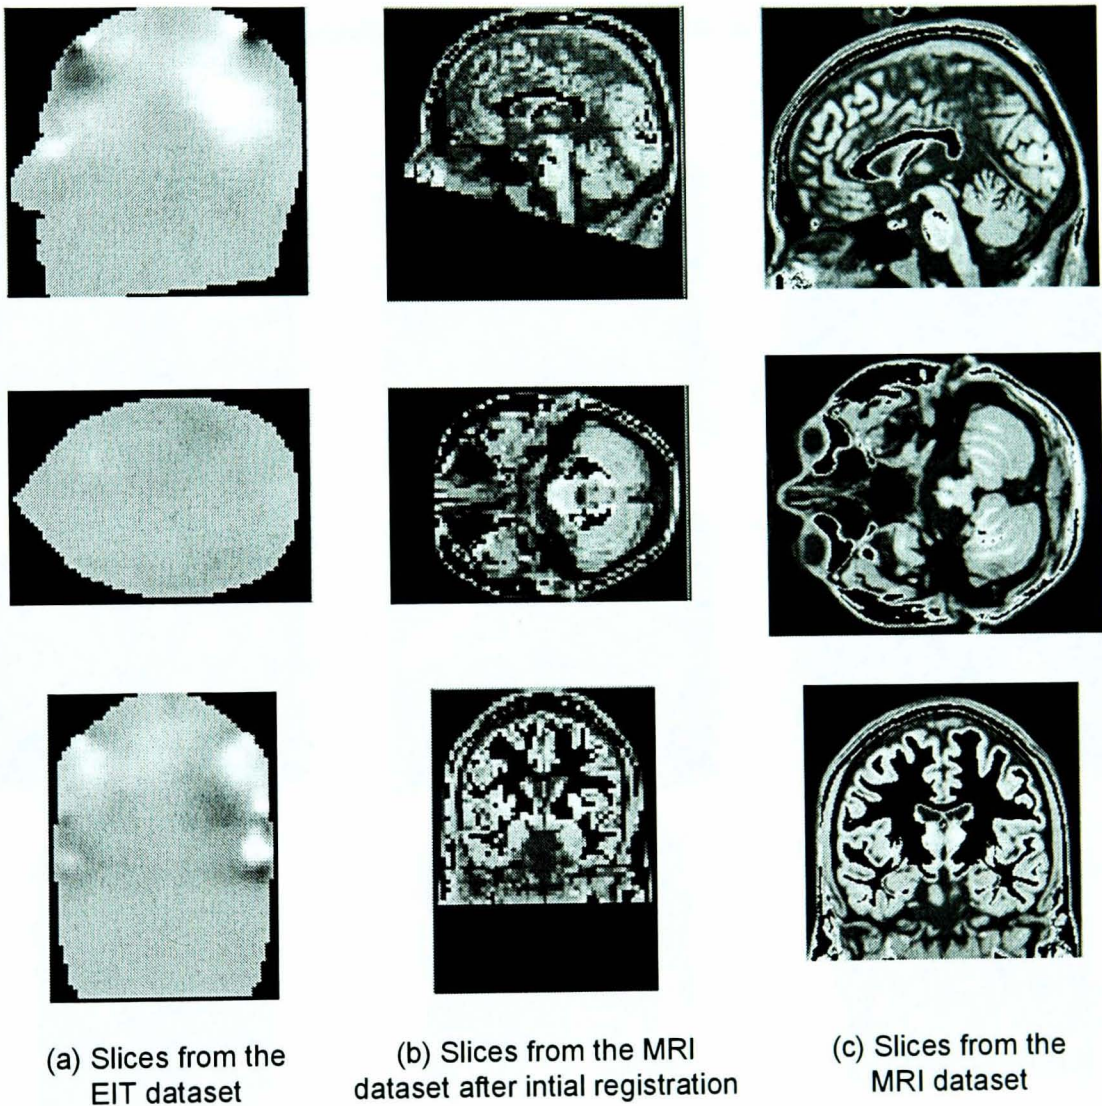 (a) Slices from the
EIT dataset
(b) Slices from the MRI
dataset after intial registration
(c) Slices from the
MRI dataset